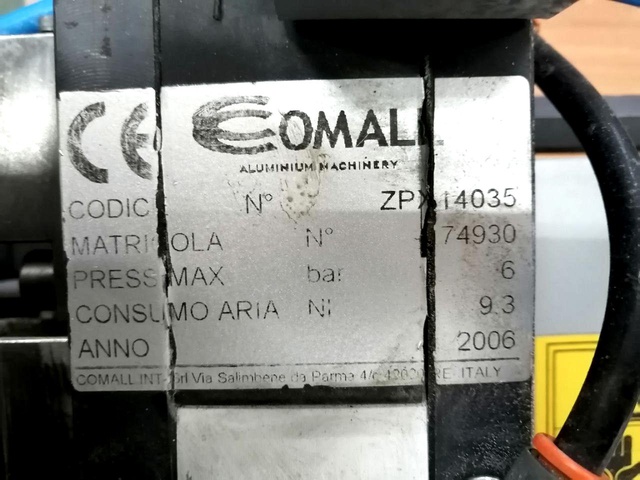 CE COMALL
ALUMINIUM MACHINERY
CODIC N° ZPX14035
MATRICOLA N° 74930
PRESS MAX bar 6
CONSUMO ARIA Nl 9.3
ANNO 2006
COMALL INT. Srl Via Salimbene da Parma RE ITALY